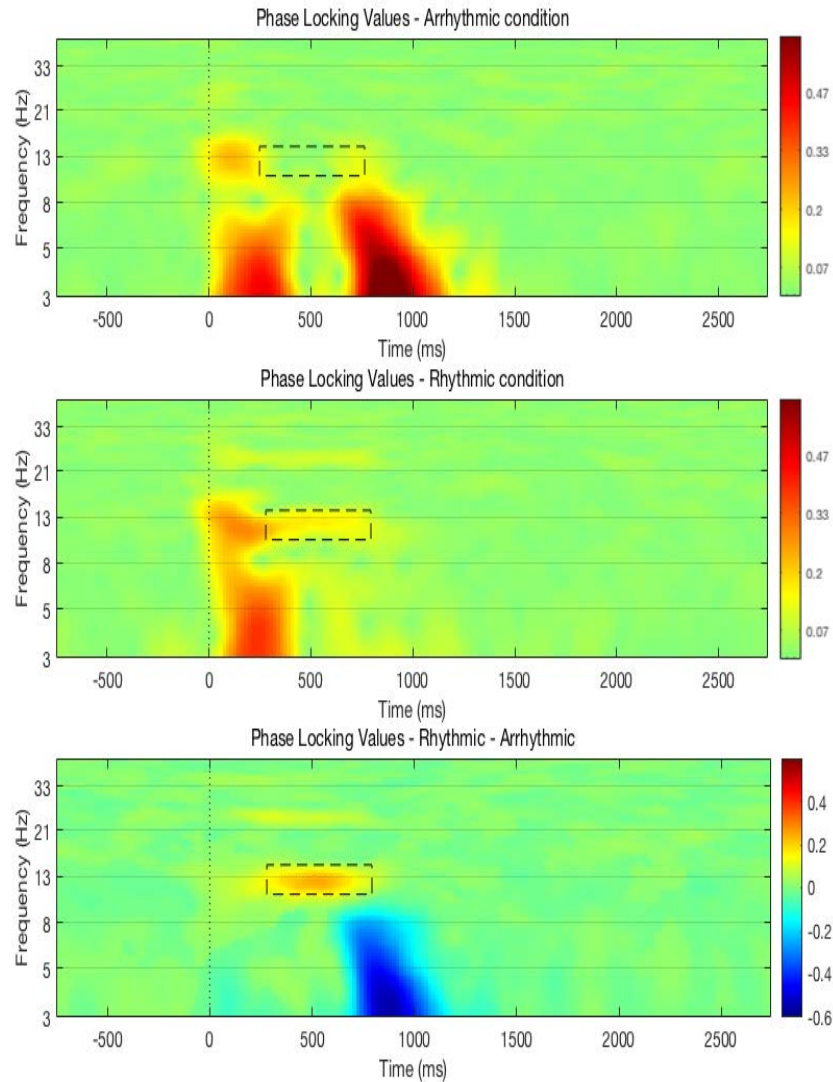 Phase Locking Values - Arrhythmic condition
Frequency (Hz)
33
21
13
8
5
3
-500 0 500 1000 1500 2000 2500
Time (ms)
0.47
0.33
0.2
0.07
Phase Locking Values - Rhythmic condition
Frequency (Hz)
33
21
13
8
5
3
-500 0 500 1000 1500 2000 2500
Time (ms)
0.47
0.33
0.2
0.07
Phase Locking Values - Rhythmic - Arrhythmic
Frequency (Hz)
33
21
13
8
5
3
-500 0 500 1000 1500 2000 2500
Time (ms)
0.4
0.2
0
-0.2
-0.4
-0.6